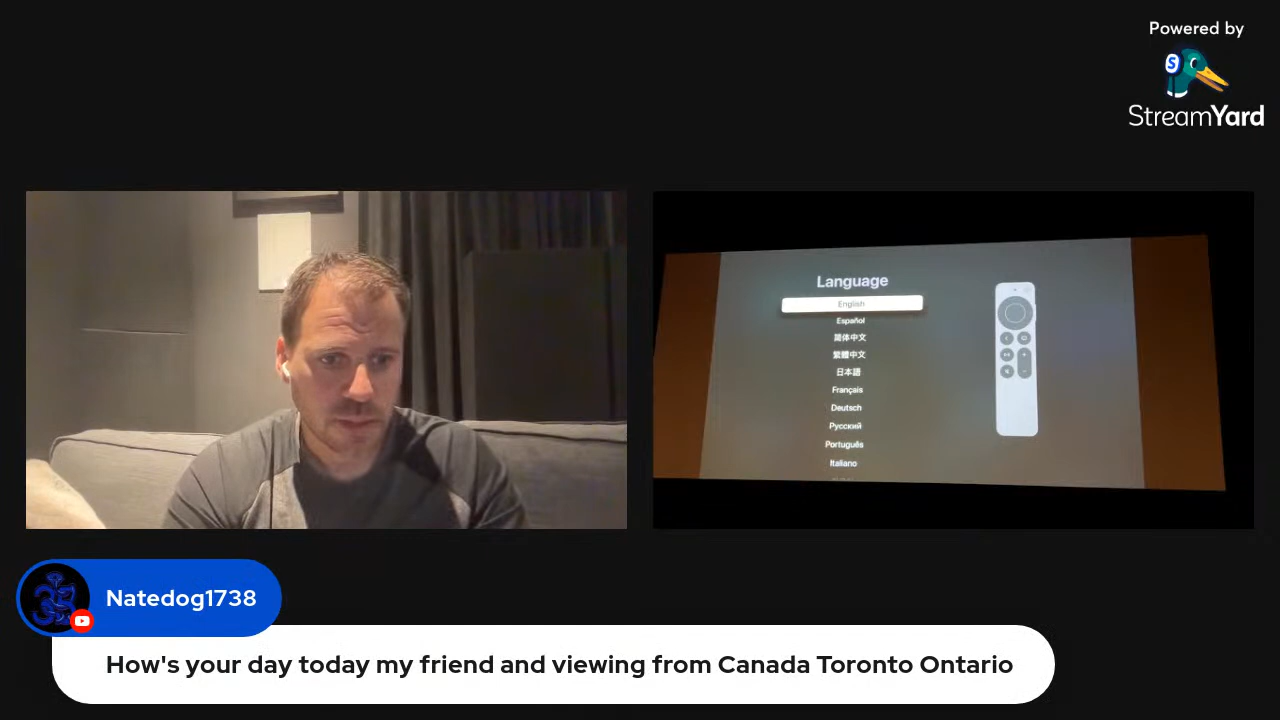 Powered by
StreamYard
Language
English
Español
简体中文
繁體中文
日本語
Français
Deutsch
Русский
Português
Italiano
Natedog1738
How's your day today my friend and viewing from Canada Toronto Ontario